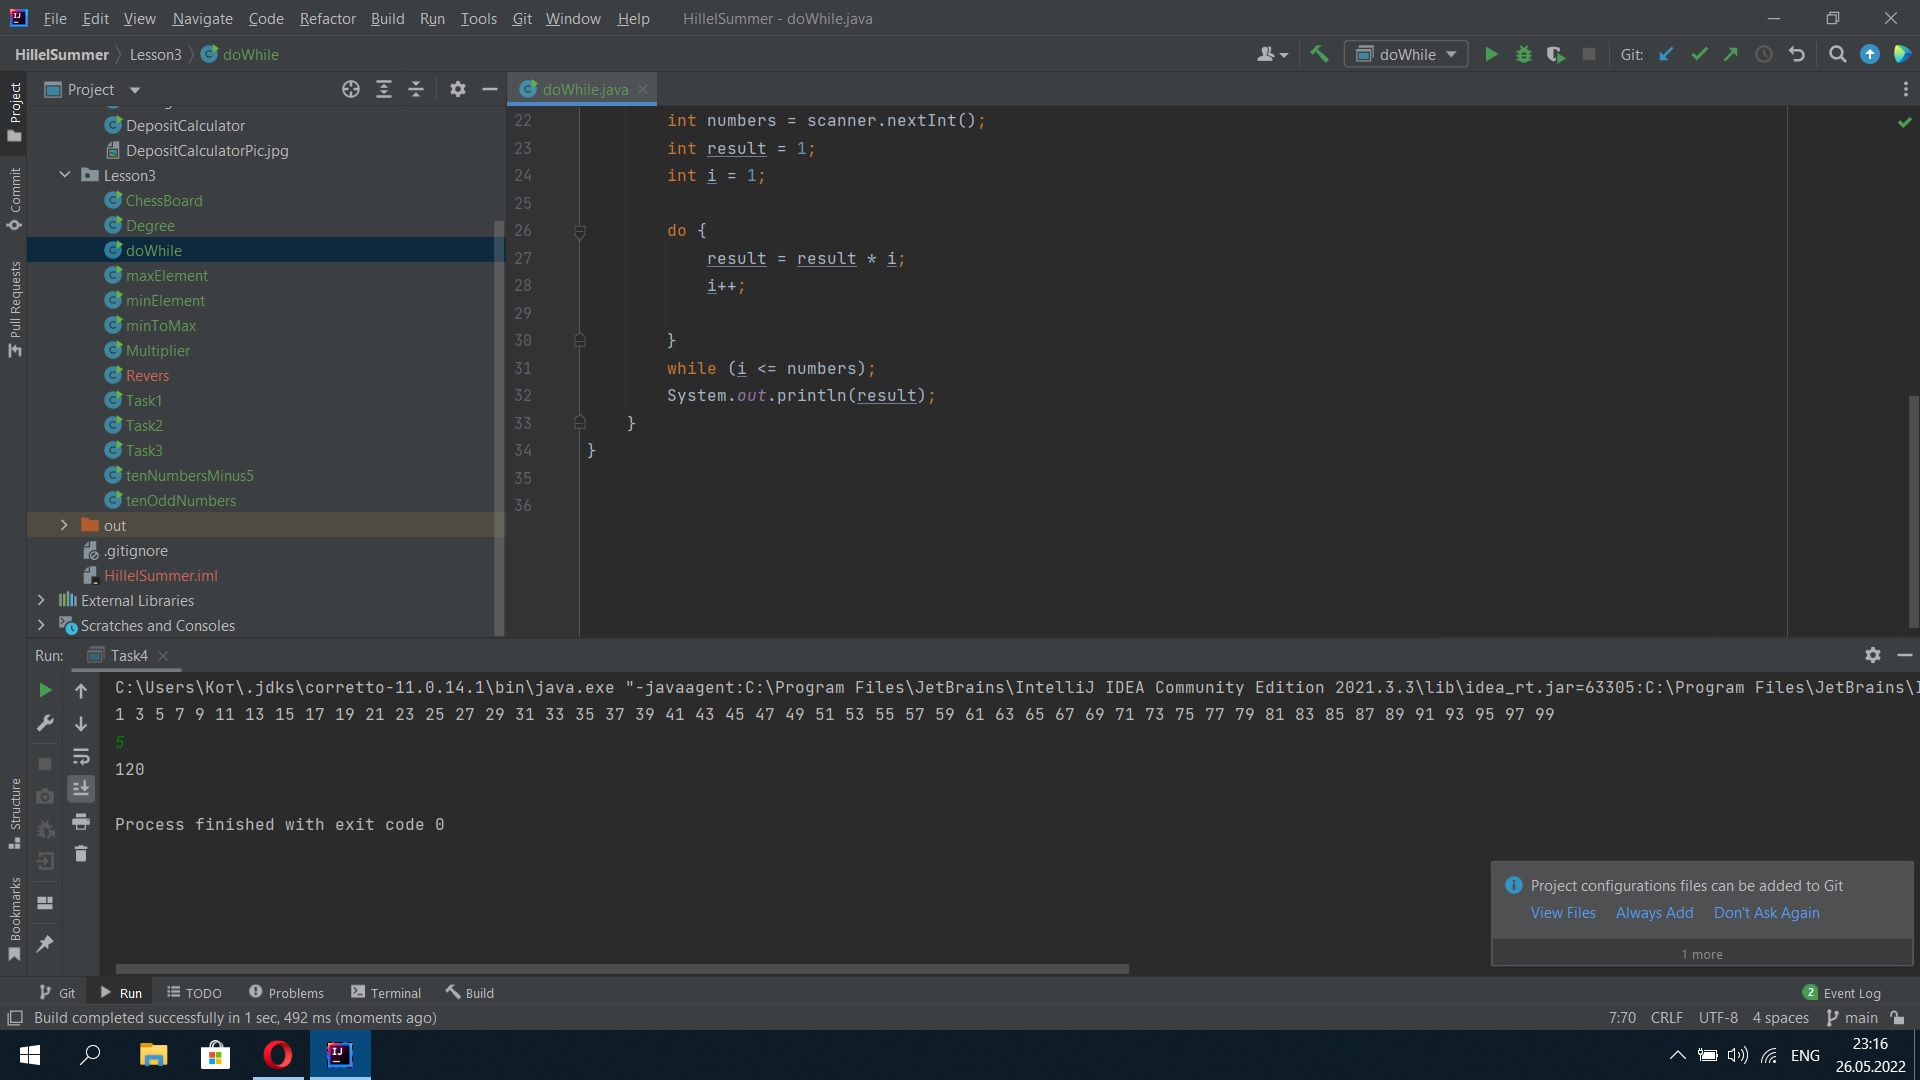 File Edit View Navigate Code Refactor Build Run Tools Git Window Help HillelSummer - doWhile.java
HillelSummer Lesson3 doWhile
doWhile
Git:
Project
Commit
Pull Requests
Structure
Bookmarks
Project
DepositCalculator
DepositCalculatorPic.jpg
Lesson3
ChessBoard
Degree
doWhile
maxElement
minElement
minToMax
Multiplier
Revers
Task1
Task2
Task3
tenNumbersMinus5
tenOddNumbers
out
.gitignore
HillelSummer.iml
External Libraries
Scratches and Consoles
doWhile.java
22 int numbers = scanner.nextInt();
23 int result = 1;
24 int i = 1;
25
26 do {
27 result = result * i;
28 i++;
29
30 }
31 while (i <= numbers);
32 System.out.println(result);
33 }
34 }
35
36
Run: Task4
C:\Users\Кот\.jdks\corretto-11.0.14.1\bin\java.exe "-javaagent:C:\Program Files\JetBrains\IntelliJ IDEA Community Edition 2021.3.3\lib\idea_rt.jar=63305:C:\Program Files\JetBrains\
1 3 5 7 9 11 13 15 17 19 21 23 25 27 29 31 33 35 37 39 41 43 45 47 49 51 53 55 57 59 61 63 65 67 69 71 73 75 77 79 81 83 85 87 89 91 93 95 97 99
5
120
Process finished with exit code 0
Project configurations files can be added to Git
View Files Always Add Don't Ask Again
1 more
Git Run TODO Problems Terminal Build 2 Event Log
Build completed successfully in 1 sec, 492 ms (moments ago) 7:70 CRLF UTF-8 4 spaces main
ENG
23:16
26.05.2022